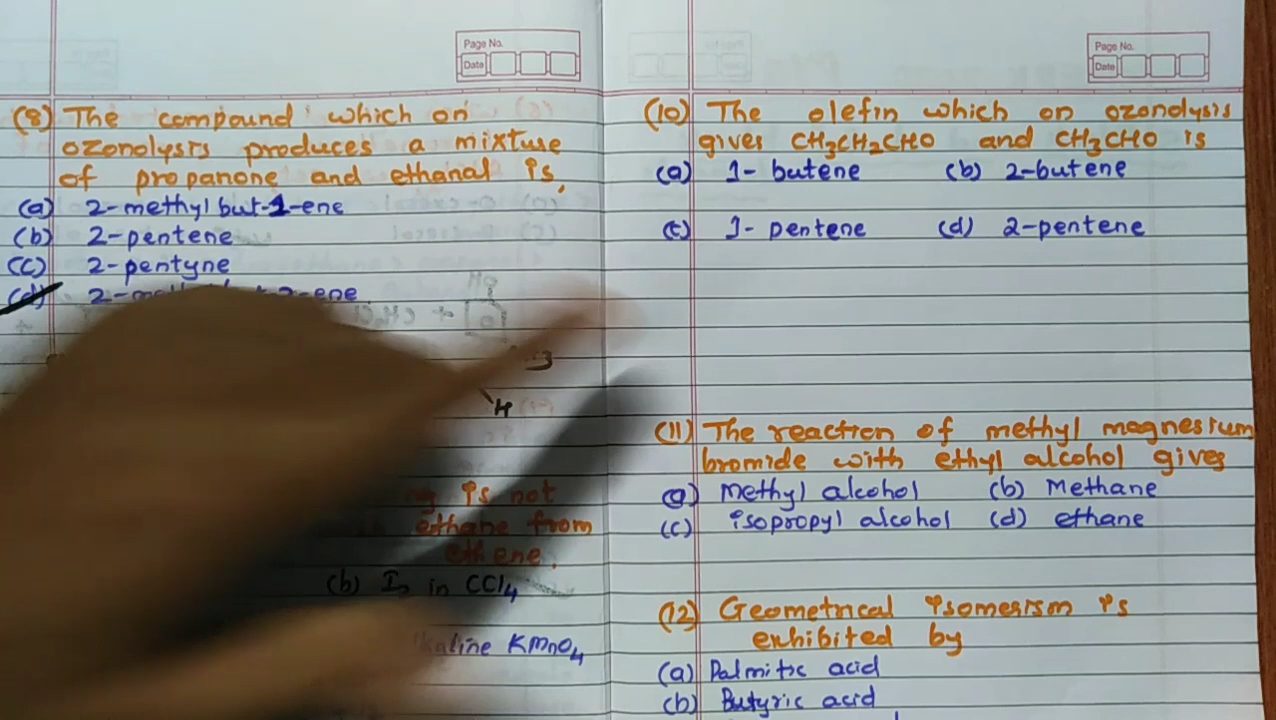 Page No.
Date
(8) The compound which on
ozonolysis produces a mixture
of propanone and ethanal is,
(a) 2-methyl but-1-ene
(b) 2-pentene
(c) 2-pentyne
(d) 2-ene
H
is not
ethane from
ethene.
(b) I2 in CCl4
KMnO4
Page No.
Date
(10) The olefin which on ozonolysis
gives CH3CH2CHO and CH3CHO is
(a) 1-butene (b) 2-butene
(c) 1-pentene (d) 2-pentene
(11) The reaction of methyl magnesium
bromide with ethyl alcohol gives
(a) Methyl alcohol (b) Methane
(c) isopropyl alcohol (d) ethane
(12) Geometrical isomerism is
exhibited by
(a) Palmitic acid
(b) Butyric acid